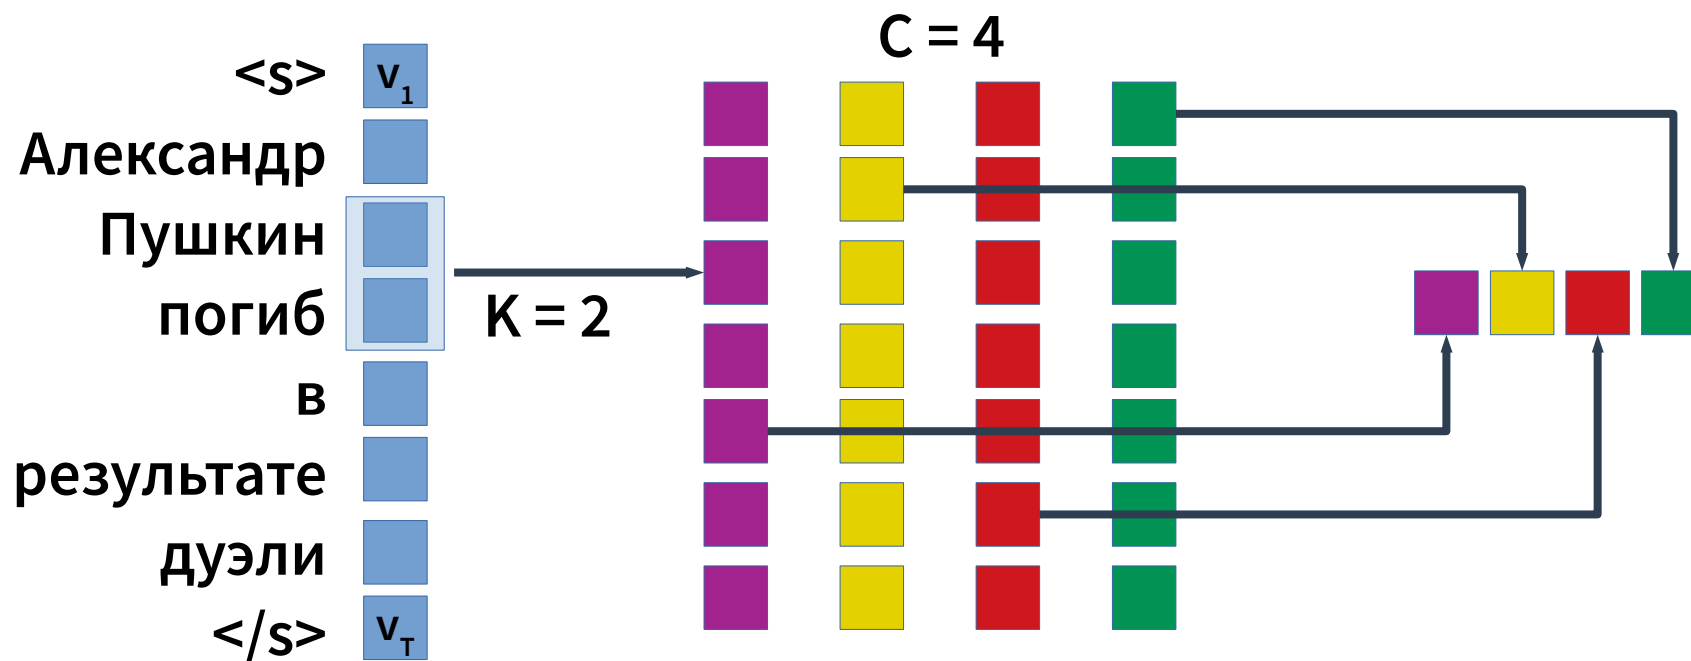 C = 4
<s> v1
Александр
Пушкин
погиб
K = 2
в
результате
дуэли
</s> vT